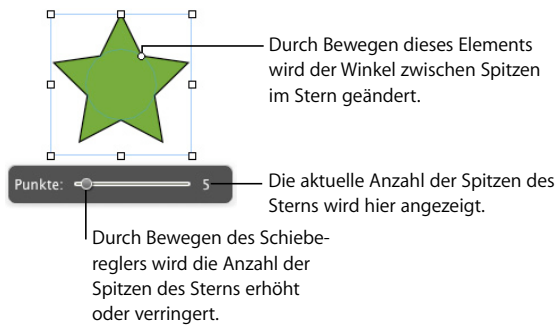 Durch Bewegen dieses Elements
wird der Winkel zwischen Spitzen
im Stern geändert.
Punkte: 5
Die aktuelle Anzahl der Spitzen des
Sterns wird hier angezeigt.
Durch Bewegen des Schiebe-
reglers wird die Anzahl der
Spitzen des Sterns erhöht
oder verringert.